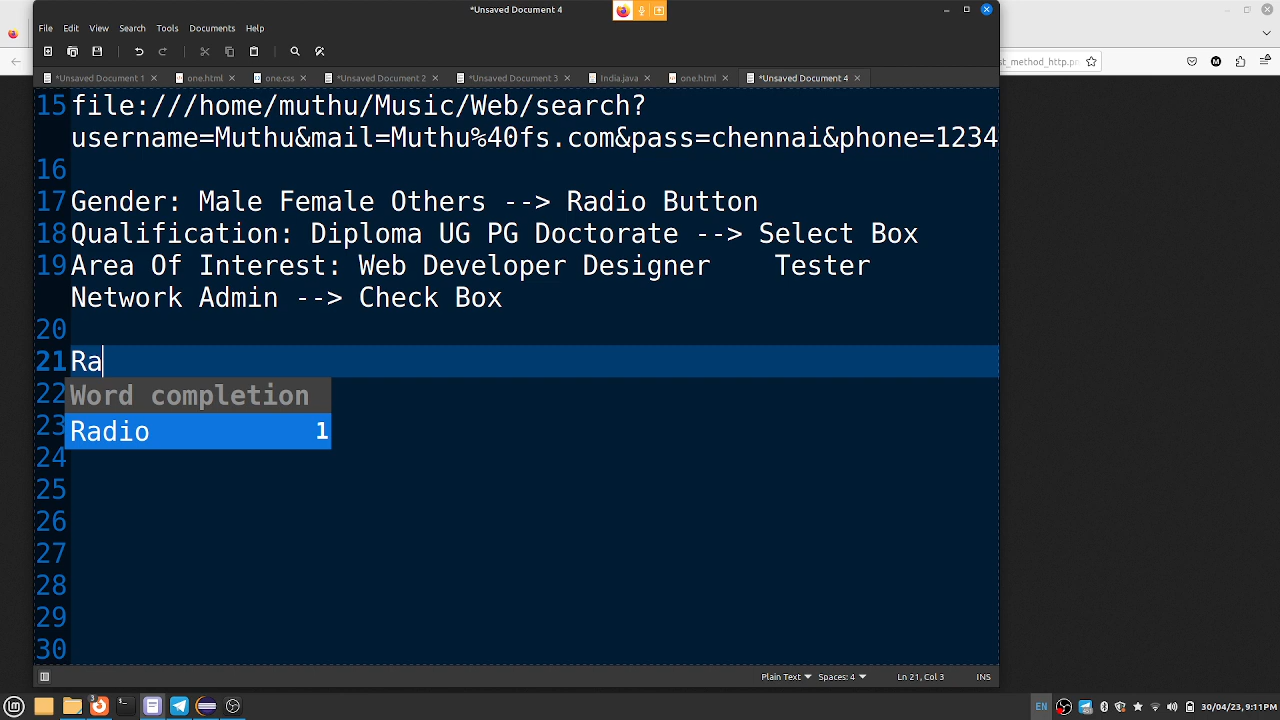 *Unsaved Document 4
File Edit View Search Tools Documents Help
st_method_http.po
*Unsaved Document 1 one.html one.css *Unsaved Document 2 *Unsaved Document 3 India.java one.html *Unsaved Document 4
15 file:///home/muthu/Music/Web/search?
username=Muthu&mail=Muthu%40fs.com&pass=chennai&phone=1234
16
17 Gender: Male Female Others --> Radio Button
18 Qualification: Diploma UG PG Doctorate --> Select Box
19 Area Of Interest: Web Developer Designer Tester
Network Admin --> Check Box
20
21 Ra
22 Word completion
23 Radio 1
24
25
26
27
28
29
30
Plain Text Spaces: 4 Ln 21, Col 3 INS
3 EN 30/04/23, 9:11PM